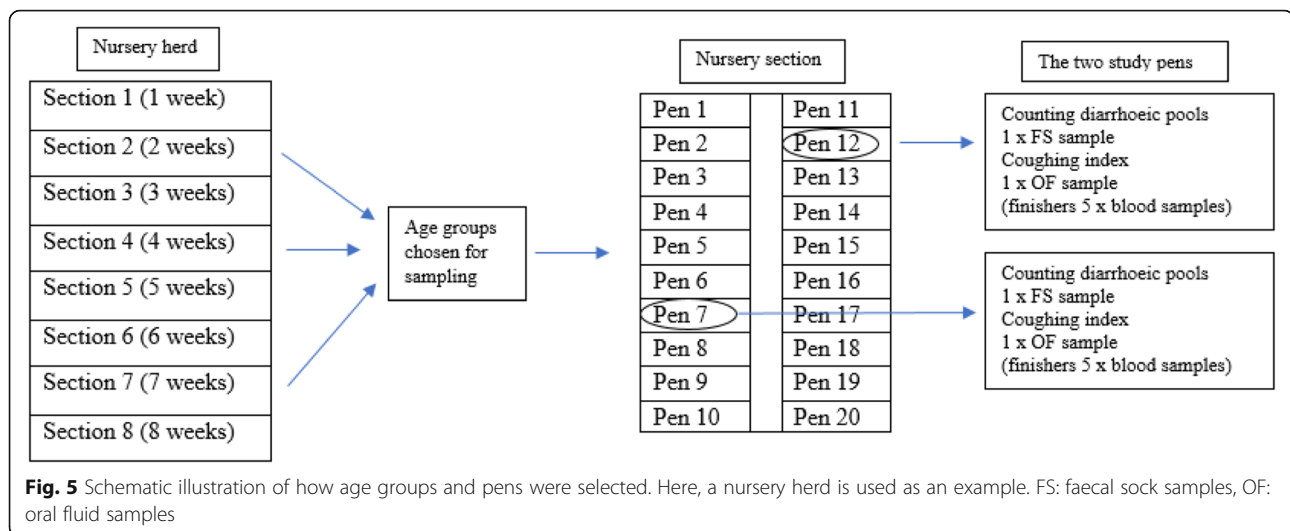 Nursery herd
Section 1 (1 week)
Section 2 (2 weeks)
Section 3 (3 weeks)
Section 4 (4 weeks)
Section 5 (5 weeks)
Section 6 (6 weeks)
Section 7 (7 weeks)
Section 8 (8 weeks)
Age groups
chosen for
sampling
Nursery section
Pen 1
Pen 2
Pen 3
Pen 4
Pen 5
Pen 6
Pen 7
Pen 8
Pen 9
Pen 10
Pen 11
Pen 12
Pen 13
Pen 14
Pen 15
Pen 16
Pen 17
Pen 18
Pen 19
Pen 20
The two study pens
Counting diarrhoeic pools
1 x FS sample
Coughing index
1 x OF sample
(finishers 5 x blood samples)
Counting diarrhoeic pools
1 x FS sample
Coughing index
1 x OF sample
(finishers 5 x blood samples)
Fig. 5 Schematic illustration of how age groups and pens were selected. Here, a nursery herd is used as an example. FS: faecal sock samples, OF:
oral fluid samples